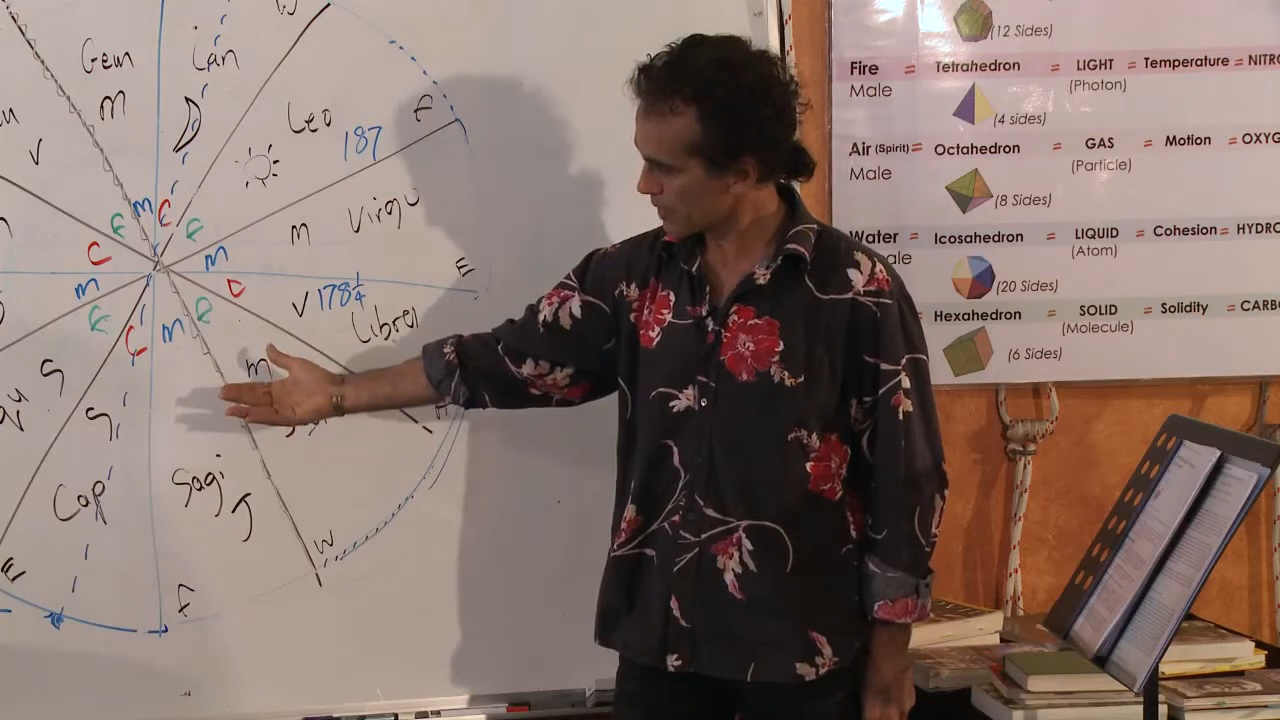 W
Gem
Can
m
Leo
187
F
V
m
Virgo
E
m
C
F
F
C
m
m
C
F
F
m
C
V 178¼
Libra
m
S
S
Cap
Sagi
J
W
E
F
(12 Sides)
Fire = Tetrahedron = LIGHT = Temperature = NITRO
Male (Photon)
(4 sides)
Air (Spirit) = Octahedron = GAS = Motion = OXYG
Male (Particle)
(8 Sides)
Water = Icosahedron = LIQUID = Cohesion = HYDRO
ale (Atom)
(20 Sides)
= Hexahedron = SOLID = Solidity = CARB
(Molecule)
(6 Sides)